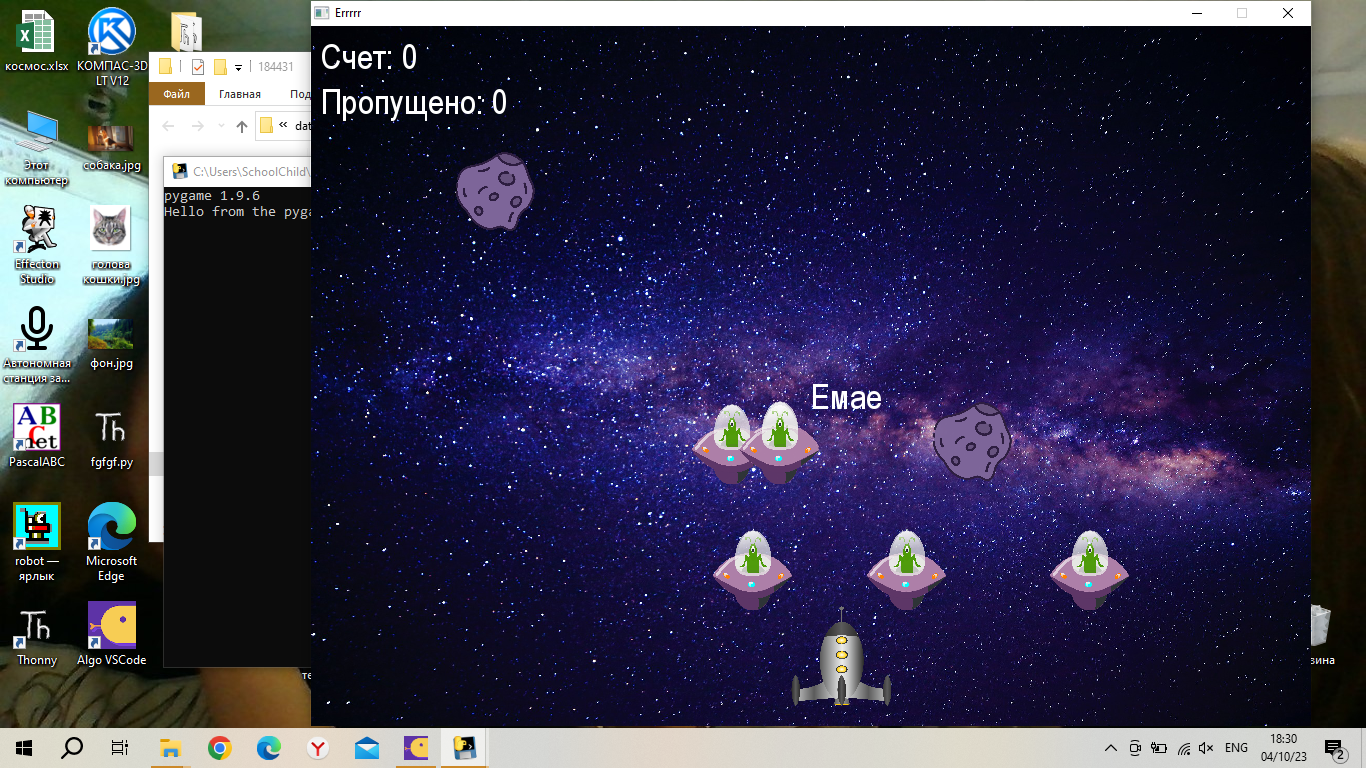 Errrrr
Счет: 0
Пропущено: 0
Емае
космос.xlsx
КОМПАС-3D
LT V12
Этот
компьютер
собака.jpg
Effecton
Studio
голова
кошки.jpg
Автономная
станция за...
фон.jpg
PascalABC
fgfgf.py
robot —
ярлык
Microsoft
Edge
Thonny
Algo VSCode
184431
Файл
Главная
Под
« dat
C:\Users\SchoolChild\
pygame 1.9.6
Hello from the pyga
зина
ENG
18:30
04/10/23
2